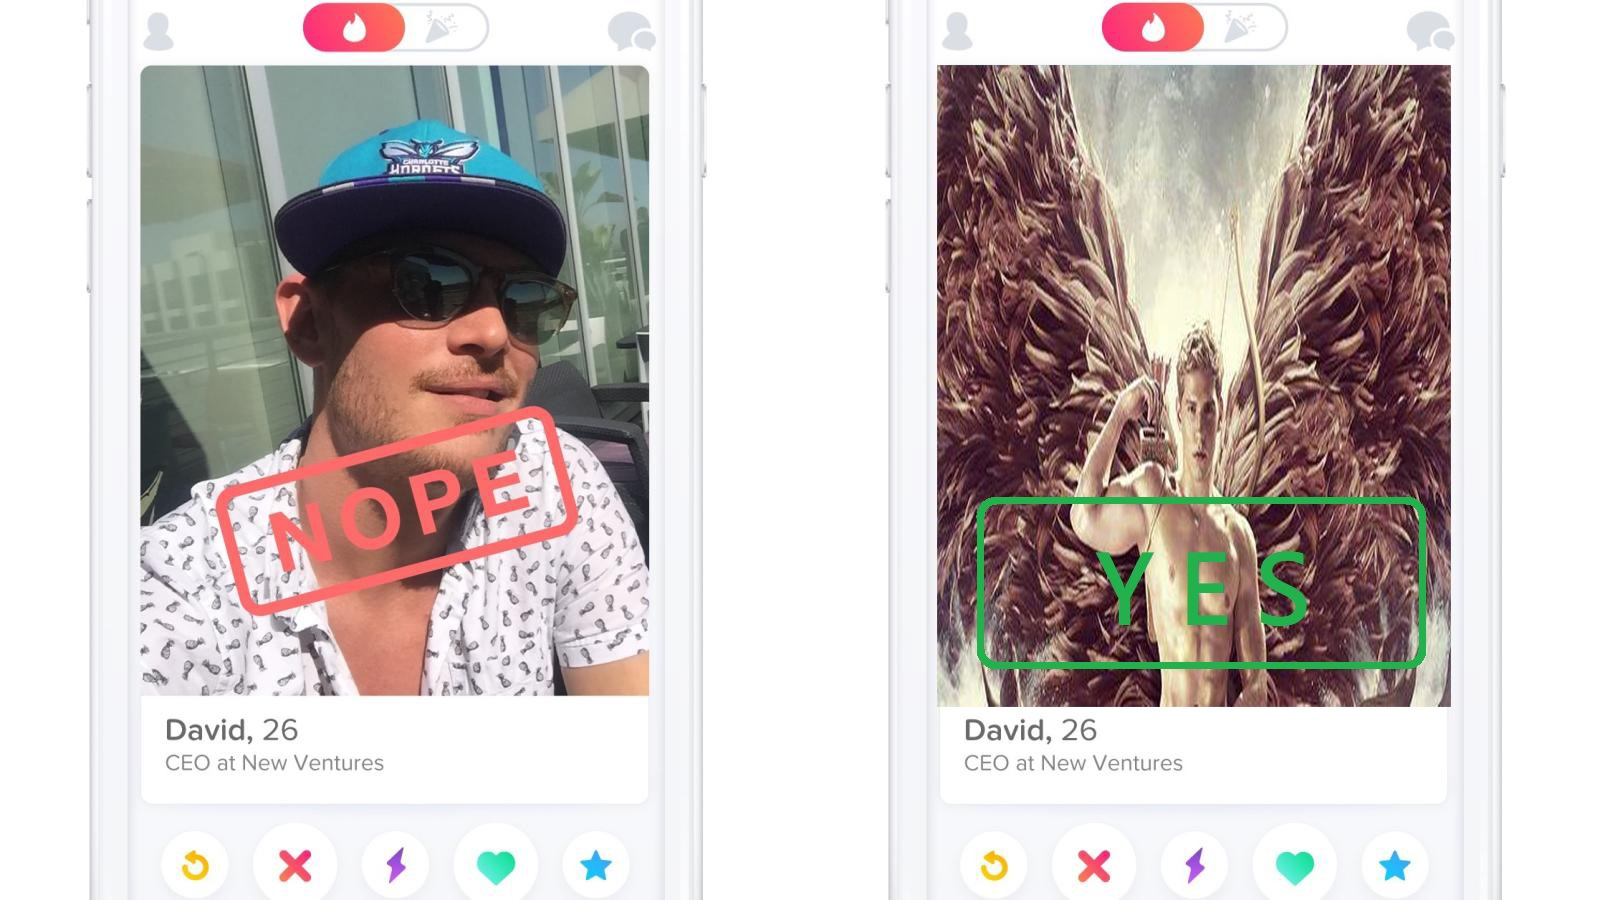 CHARLOTTE
HORNETS
NOPE
David, 26
CEO at New Ventures
YES
David, 26
CEO at New Ventures